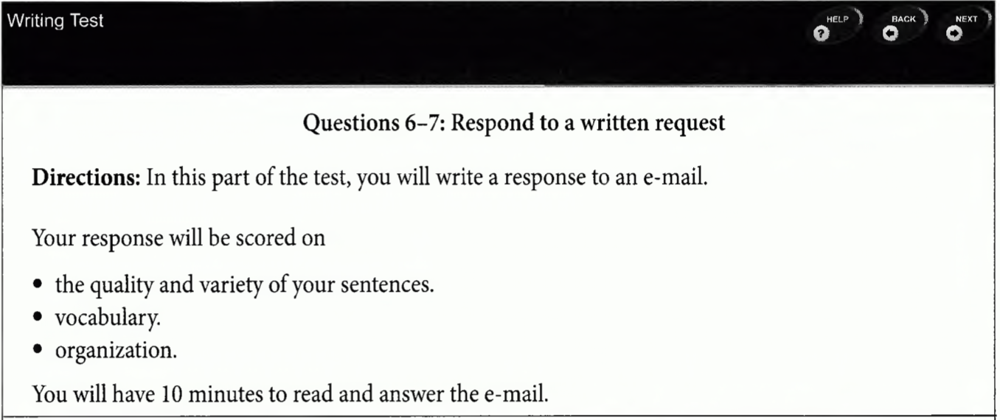 Writing Test
HELP
BACK
NEXT
?
Questions 6–7: Respond to a written request
Directions: In this part of the test, you will write a response to an e-mail.
Your response will be scored on
• the quality and variety of your sentences.
• vocabulary.
• organization.
You will have 10 minutes to read and answer the e-mail.